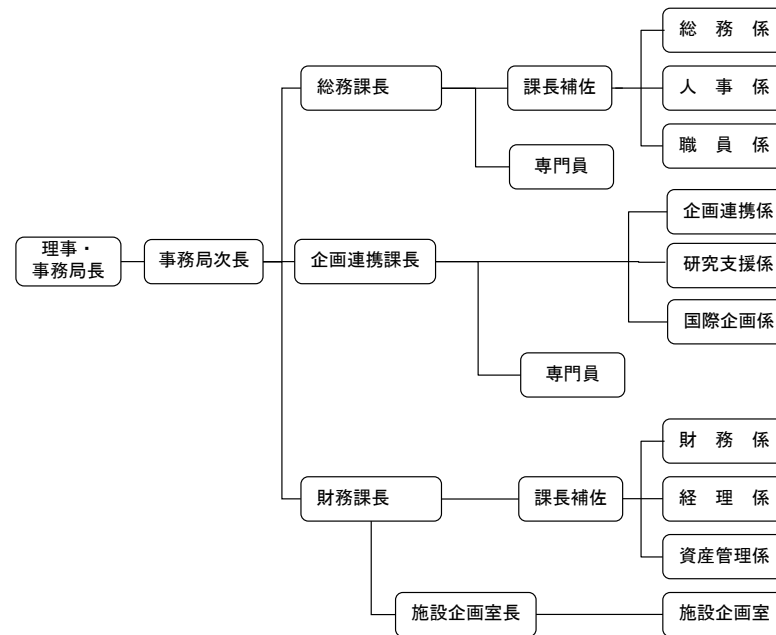 総　務　係
総務課長
課長補佐
人　事　係
職　員　係
専門員
企画連携係
理事・
事務局長
事務局次長
企画連携課長
研究支援係
国際企画係
専門員
財　務　係
財務課長
課長補佐
経　理　係
資産管理係
施設企画室長
施設企画室